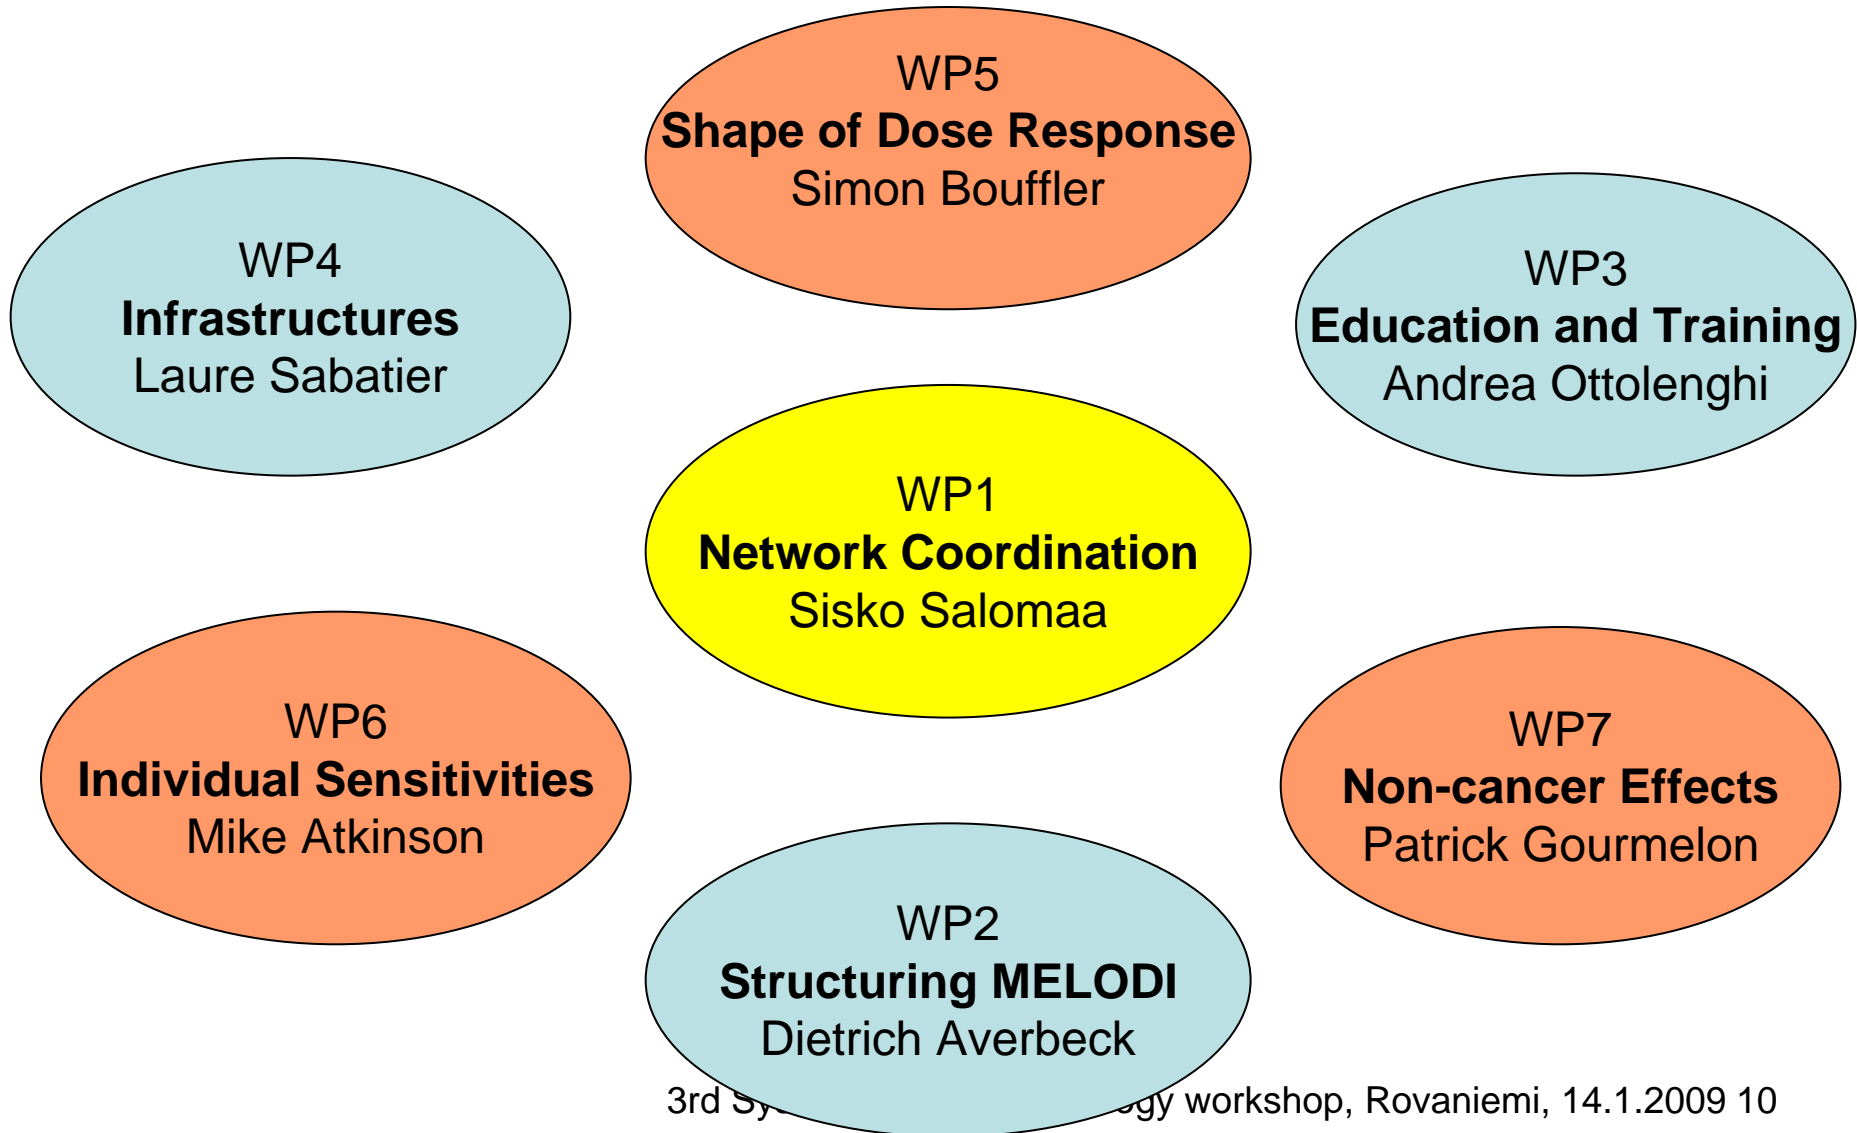 WP5
Shape of Dose Response
Simon Bouffler
WP4
Infrastructures
Laure Sabatier
WP3
Education and Training
Andrea Ottolenghi
WP1
Network Coordination
Sisko Salomaa
WP6
Individual Sensitivities
Mike Atkinson
WP7
Non-cancer Effects
Patrick Gourmelon
WP2
Structuring MELODI
Dietrich Averbeck
3rd workshop, Rovaniemi, 14.1.2009 10